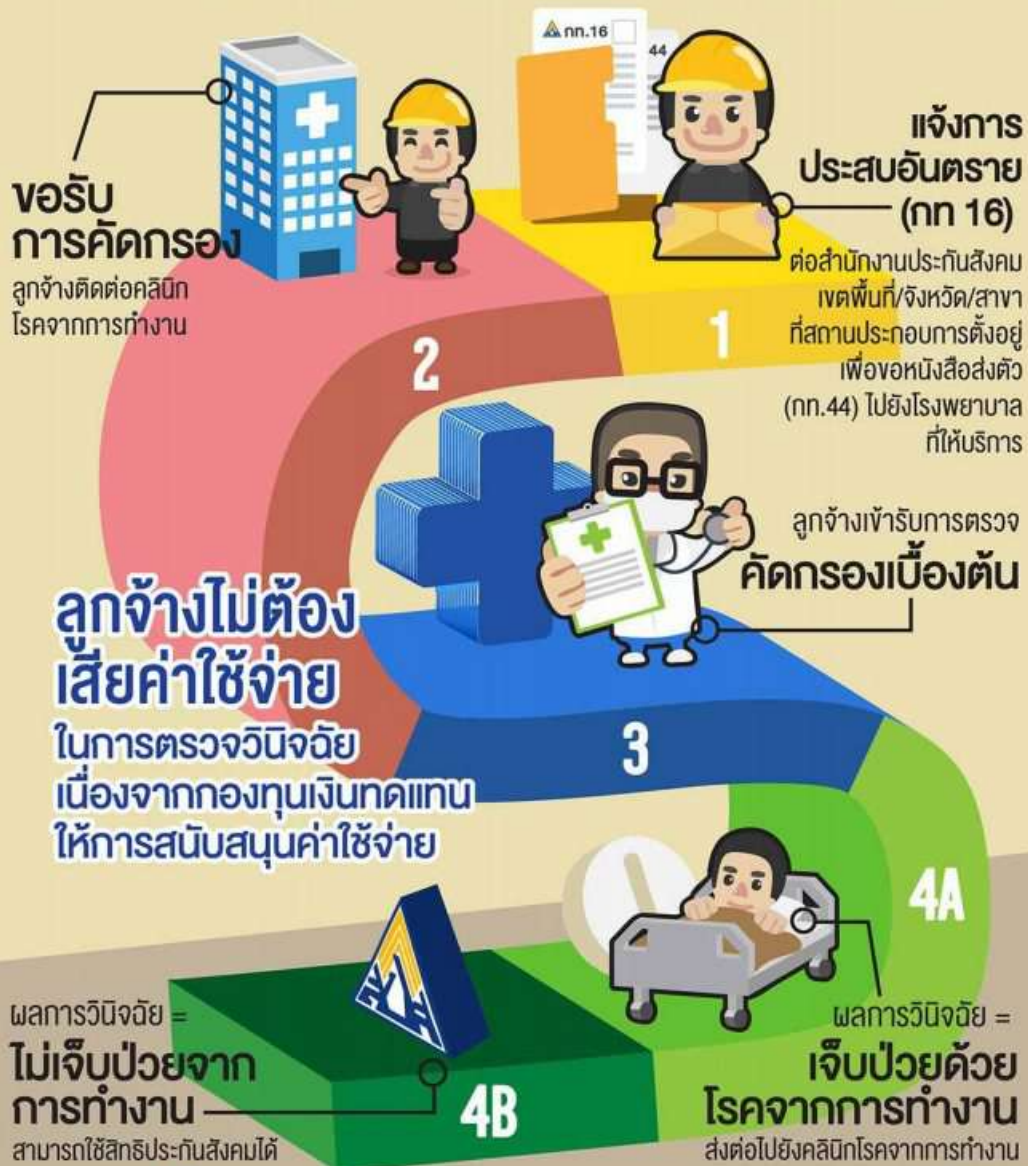 กท.16
44
แจ้งการ
ประสบอันตราย
(กท 16)
ต่อสำนักงานประกันสังคม
เขตพื้นที่/จังหวัด/สาขา
ที่สถานประกอบการตั้งอยู่
เพื่อขอหนังสือส่งตัว
(กท.44) ไปยังโรงพยาบาล
ที่ให้บริการ
1
ขอรับ
การคัดกรอง
ลูกจ้างติดต่อคลินิก
โรคจากการทำงาน
2
ลูกจ้างเข้ารับการตรวจ
คัดกรองเบื้องต้น
3
ลูกจ้างไม่ต้อง
เสียค่าใช้จ่าย
ในการตรวจวินิจฉัย
เนื่องจากกองทุนเงินทดแทน
ให้การสนับสนุนค่าใช้จ่าย
4A
ผลการวินิจฉัย =
เจ็บป่วยด้วย
โรคจากการทำงาน
ส่งต่อไปยังคลินิกโรคจากการทำงาน
4B
ผลการวินิจฉัย =
ไม่เจ็บป่วยจาก
การทำงาน
สามารถใช้สิทธิประกันสังคมได้